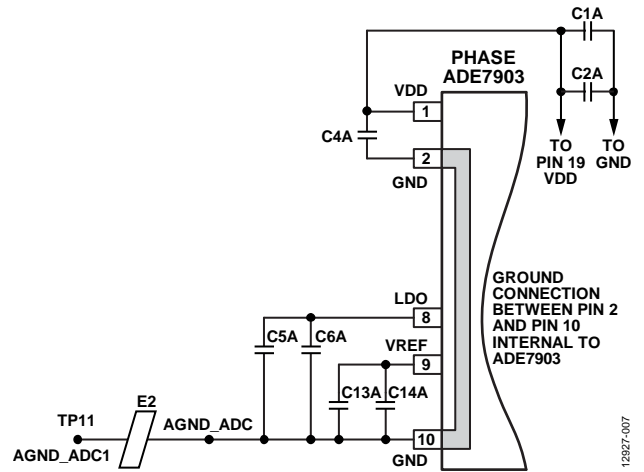 C1A
PHASE
ADE7903
C2A
VDD
1
C4A
2
GND
TO
PIN 19
VDD
TO
GND
GROUND
CONNECTION
BETWEEN PIN 2
AND PIN 10
INTERNAL TO
ADE7903
LDO
8
C5A
C6A
VREF
9
C13A
C14A
E2
TP11
AGND_ADC
AGND_ADC1
10
GND
12927-007